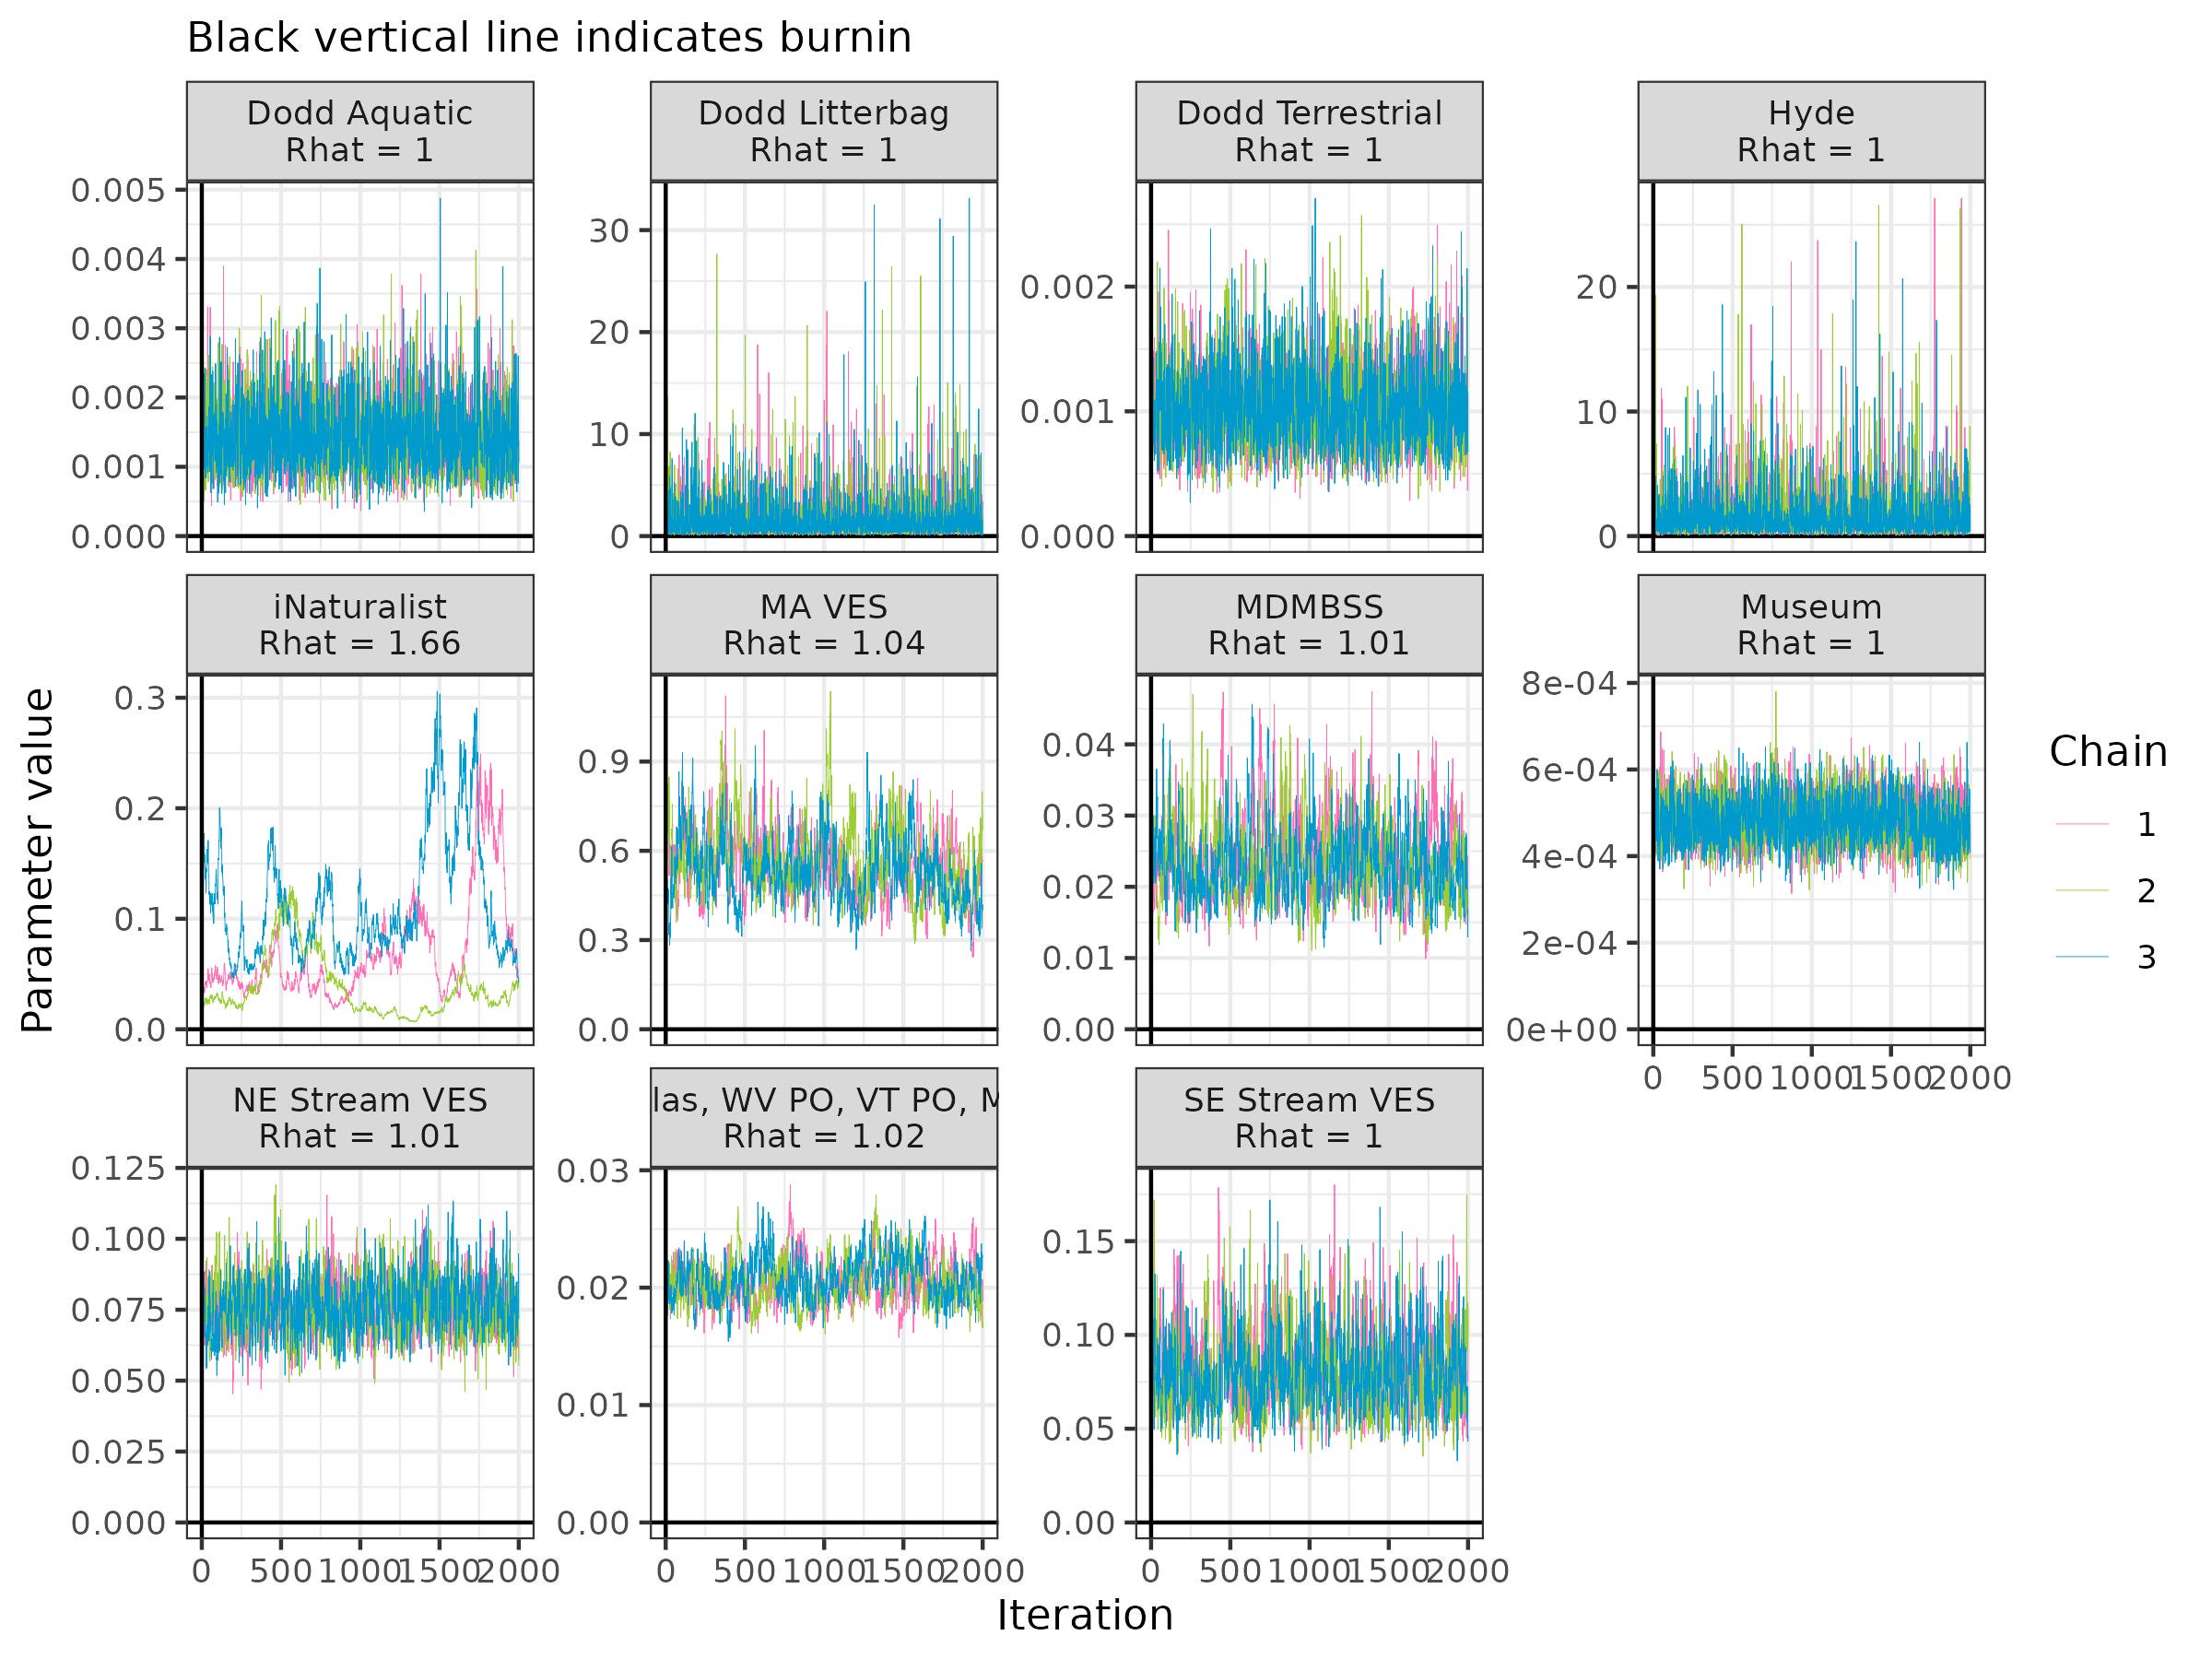 Black vertical line indicates burnin
Dodd Aquatic
Rhat = 1
Dodd Litterbag
Rhat = 1
Dodd Terrestrial
Rhat = 1
Hyde
Rhat = 1
0.005
0.004
0.003
0.002
0.001
0.000
30
20
10
0
0.002
0.001
0.000
20
10
0
iNaturalist
Rhat = 1.66
MA VES
Rhat = 1.04
MDMBSS
Rhat = 1.01
Museum
Rhat = 1
0.3
0.2
0.1
0.0
0.9
0.6
0.3
0.0
0.04
0.03
0.02
0.01
0.00
8e-04
6e-04
4e-04
2e-04
0e+00
0 500 1000 1500 2000
NE Stream VES
Rhat = 1.01
las, WV PO, VT PO, M
Rhat = 1.02
SE Stream VES
Rhat = 1
0.125
0.100
0.075
0.050
0.025
0.000
0.03
0.02
0.01
0.00
0.15
0.10
0.05
0.00
0 500 1000 1500 2000
0 500 1000 1500 2000
0 500 1000 1500 2000
Iteration
Parameter value
Chain
1
2
3